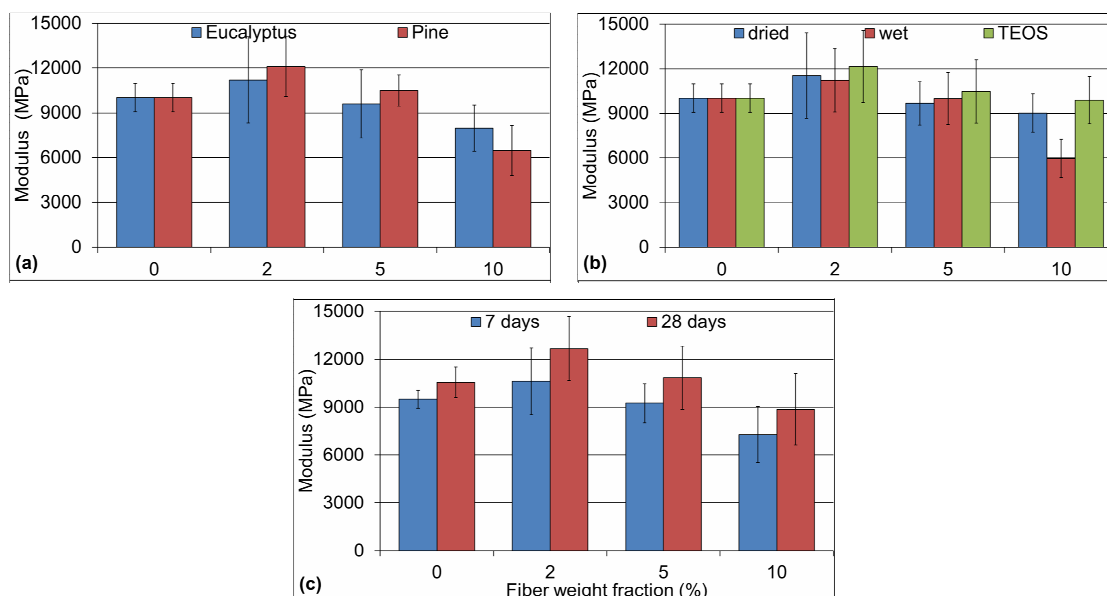 15000
Eucalyptus Pine
12000
9000
6000
3000
0
Modulus (MPa)
0 2 5 10
(a)
15000
dried wet TEOS
12000
9000
6000
3000
0
Modulus (MPa)
0 2 5 10
(b)
15000
7 days 28 days
12000
9000
6000
3000
0
Modulus (MPa)
0 2 5 10
(c)
Fiber weight fraction (%)